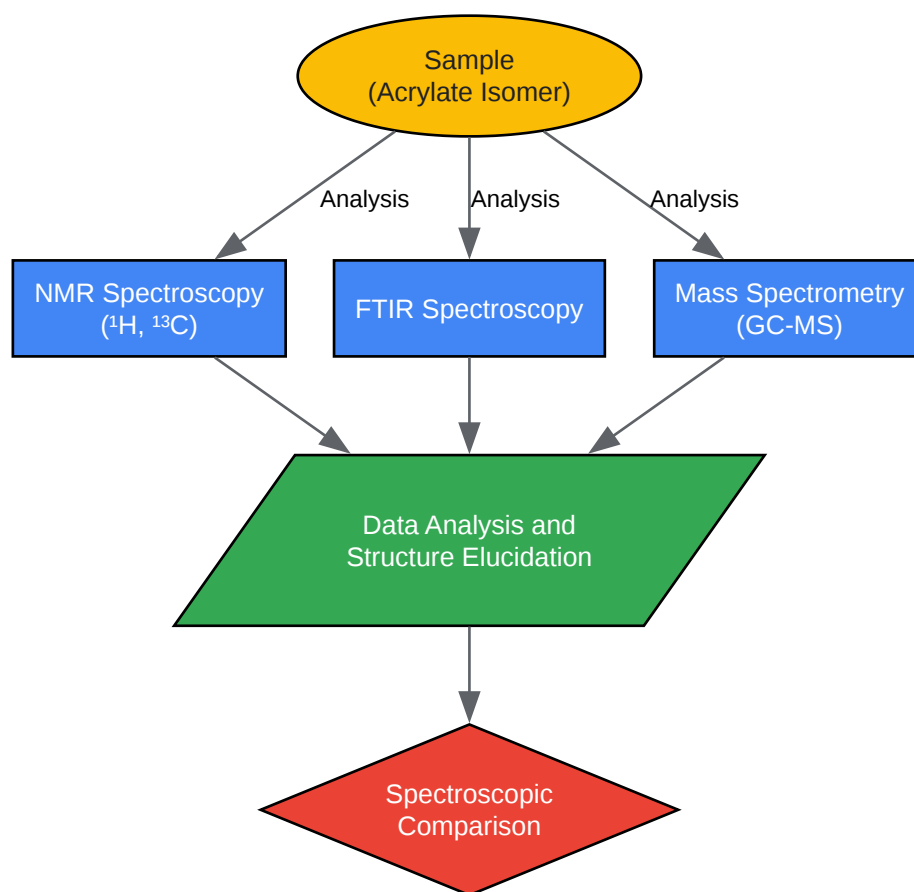 Sample
(Acrylate Isomer)
Analysis
Analysis
Analysis
NMR Spectroscopy
(¹H, ¹³C)
FTIR Spectroscopy
Mass Spectrometry
(GC-MS)
Data Analysis and
Structure Elucidation
Spectroscopic
Comparison